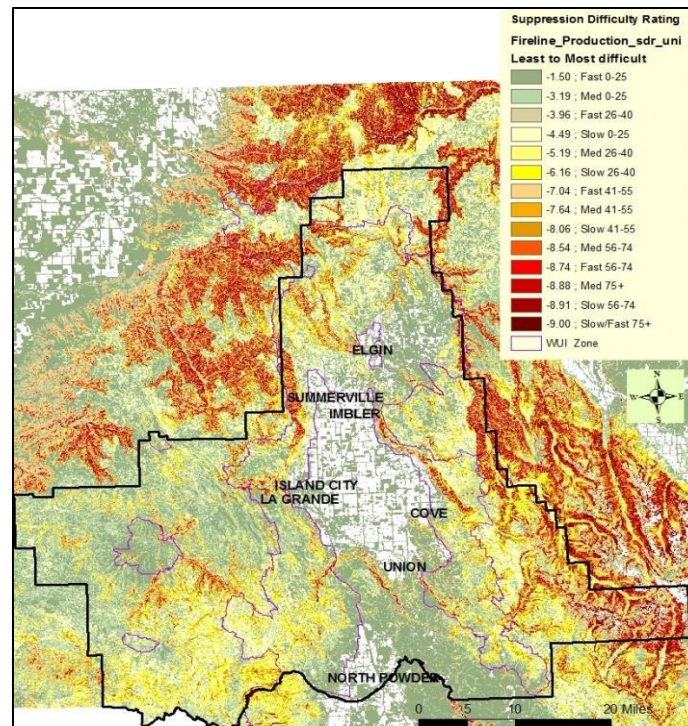 Suppression Difficulty Rating
Fireline_Production_sdr_uni
Least to Most difficult
-1.50 ; Fast 0-25
-3.19 ; Med 0-25
-3.96 ; Fast 26-40
-4.49 ; Slow 0-25
-5.19 ; Med 26-40
-6.16 ; Slow 26-40
-7.04 ; Fast 41-55
-7.64 ; Med 41-55
-8.06 ; Slow 41-55
-8.54 ; Med 56-74
-8.74 ; Fast 56-74
-8.88 ; Med 75+
-8.91 ; Slow 56-74
-9.00 ; Slow/Fast 75+
WUI Zone
N
W E
S
ELGIN
SUMMERVILLE
IMBLER
ISLAND CITY
LA GRANDE
COVE
UNION
NORTH POWDER
0 10 20 Miles